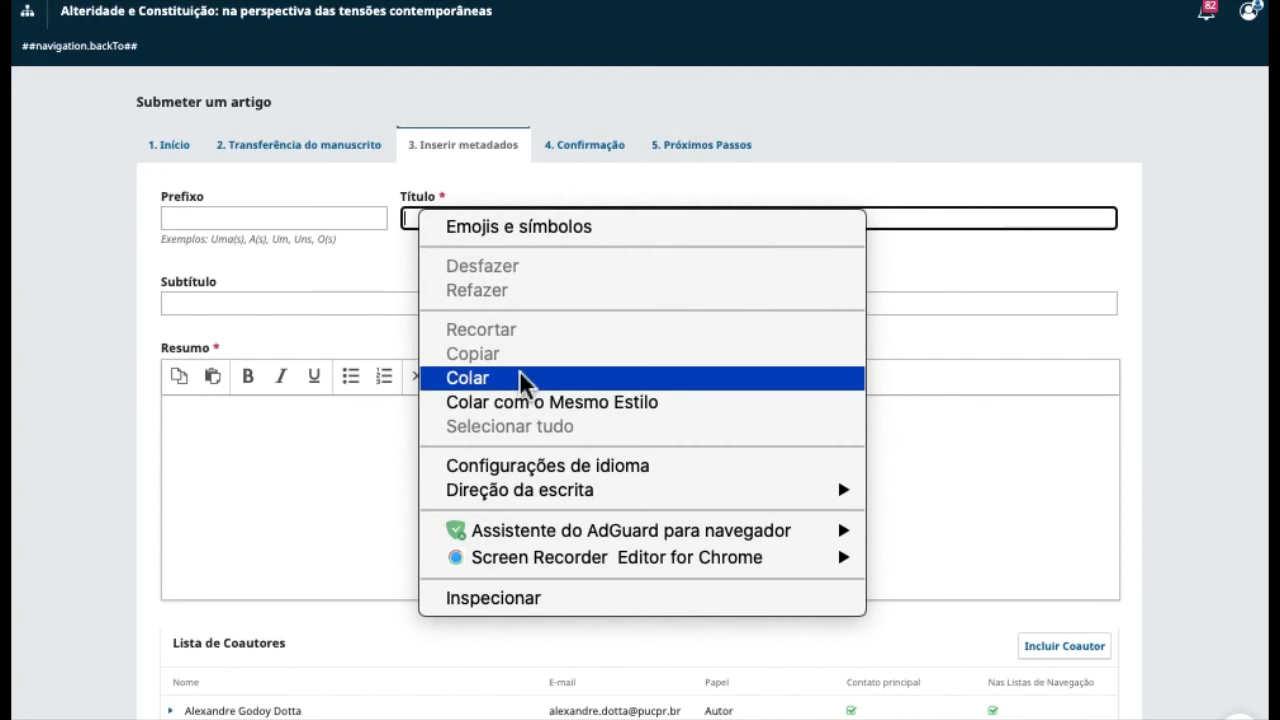 Alteridade e Constituição: na perspectiva das tensões contemporâneas
82
##navigation.backTo##
Submeter um artigo
1. Início
2. Transferência do manuscrito
3. Inserir metadados
4. Confirmação
5. Próximos Passos
Prefixo
Título *
Exemplos: Uma(s), A(s), Um, Uns, O(s)
Subtítulo
Resumo *
B I U
Emojis e símbolos
Desfazer
Refazer
Recortar
Copiar
Colar
Colar com o Mesmo Estilo
Selecionar tudo
Configurações de idioma
Direção da escrita
Assistente do AdGuard para navegador
Screen Recorder Editor for Chrome
Inspecionar
Lista de Coautores
Incluir Coautor
Nome E-mail Papel Contato principal Nas Listas de Navegação
Alexandre Godoy Dotta alexandre.dotta@pucpr.br Autor